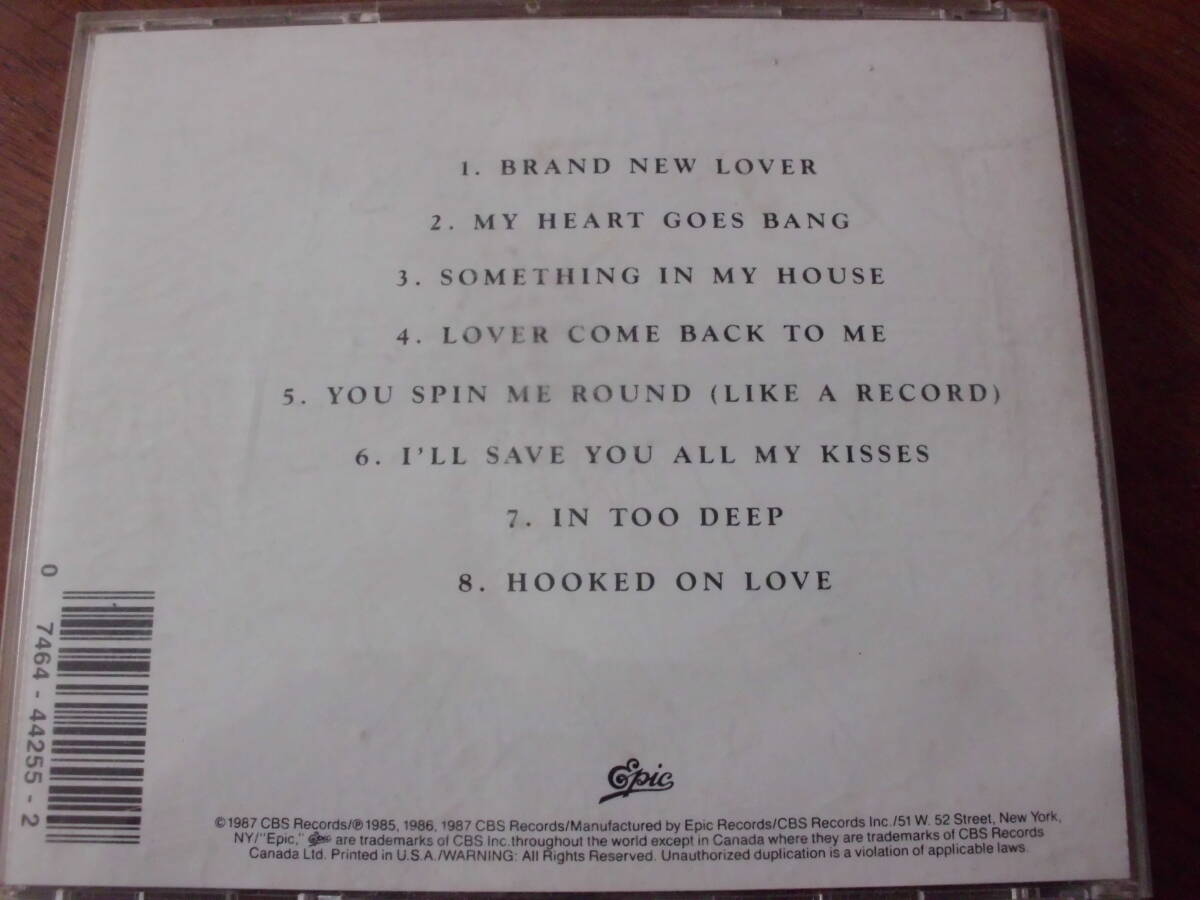 1. BRAND NEW LOVER
2. MY HEART GOES BANG
3. SOMETHING IN MY HOUSE
4. LOVER COME BACK TO ME
5. YOU SPIN ME ROUND (LIKE A RECORD)
6. I'LL SAVE YOU ALL MY KISSES
7. IN TOO DEEP
8. HOOKED ON LOVE
0 7464-44255-2
Epic
©1987 CBS Records/℗1985, 1986, 1987 CBS Records/Manufactured by Epic Records/CBS Records Inc./51 W. 52 Street, New York,
NY/"Epic," Epic are trademarks of CBS Inc. throughout the world except in Canada where they are trademarks of CBS Records
Canada Ltd. Printed in U.S.A./WARNING: All Rights Reserved. Unauthorized duplication is a violation of applicable laws.